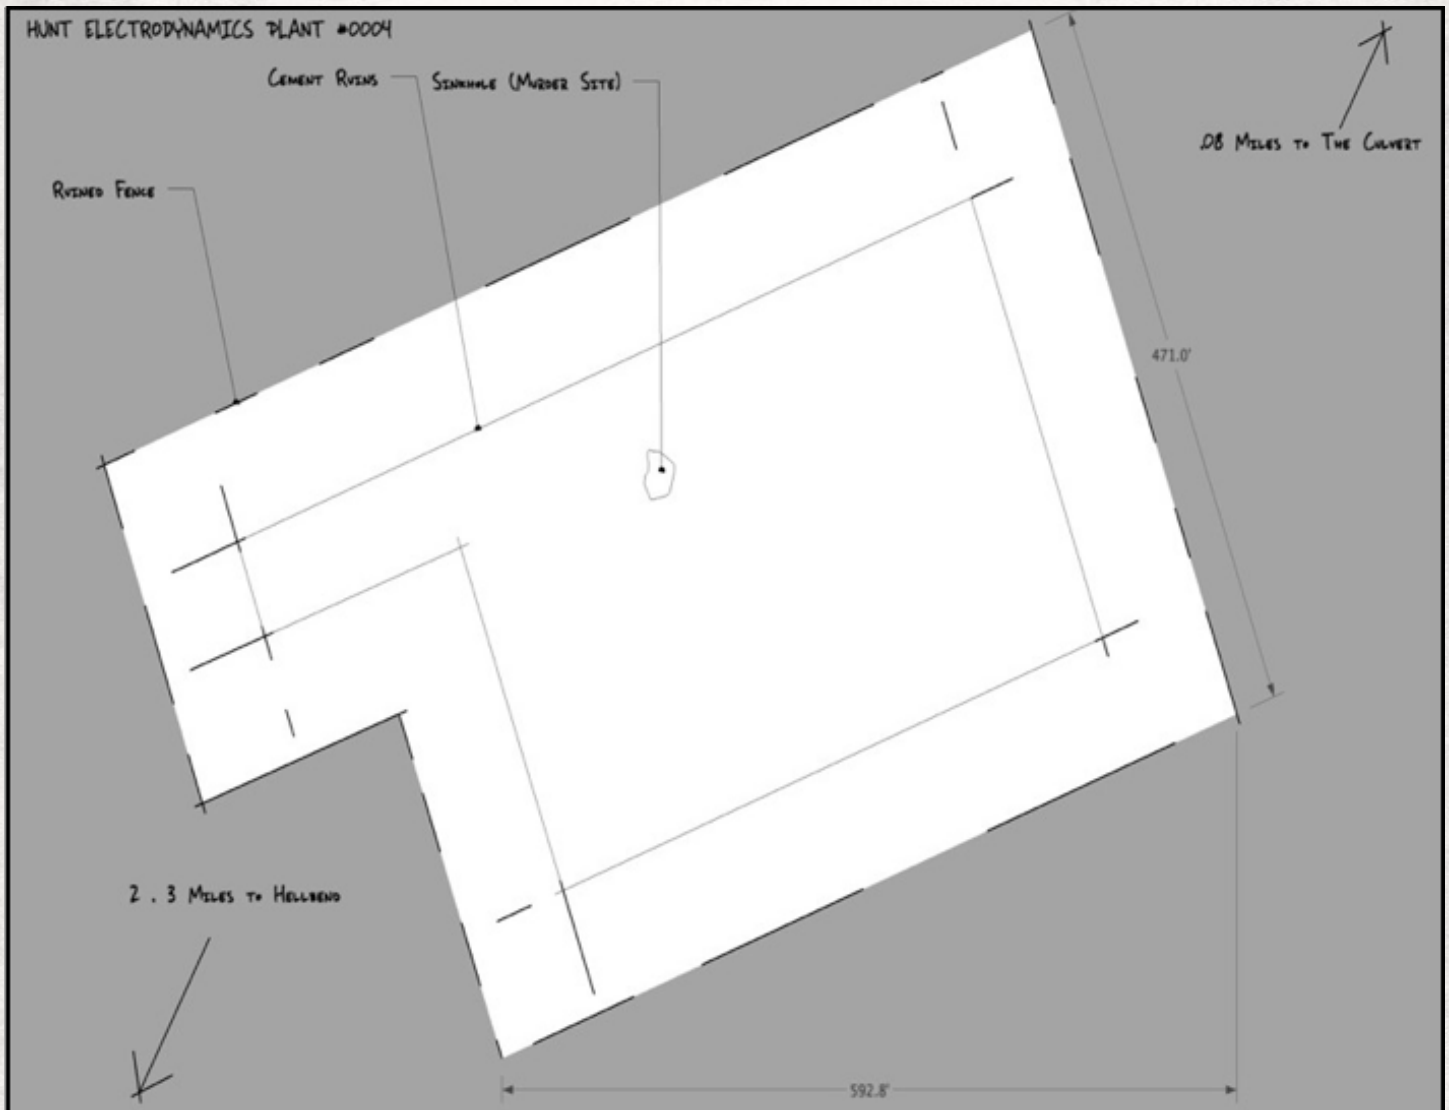 HUNT ELECTRODYNAMICS PLANT #0004
CEMENT RUINS
SINKHOLE (MURDER SITE)
.08 MILES TO THE CULVERT
RUINED FENCE
471.0'
2 . 3 MILES TO HELLBEND
592.8'